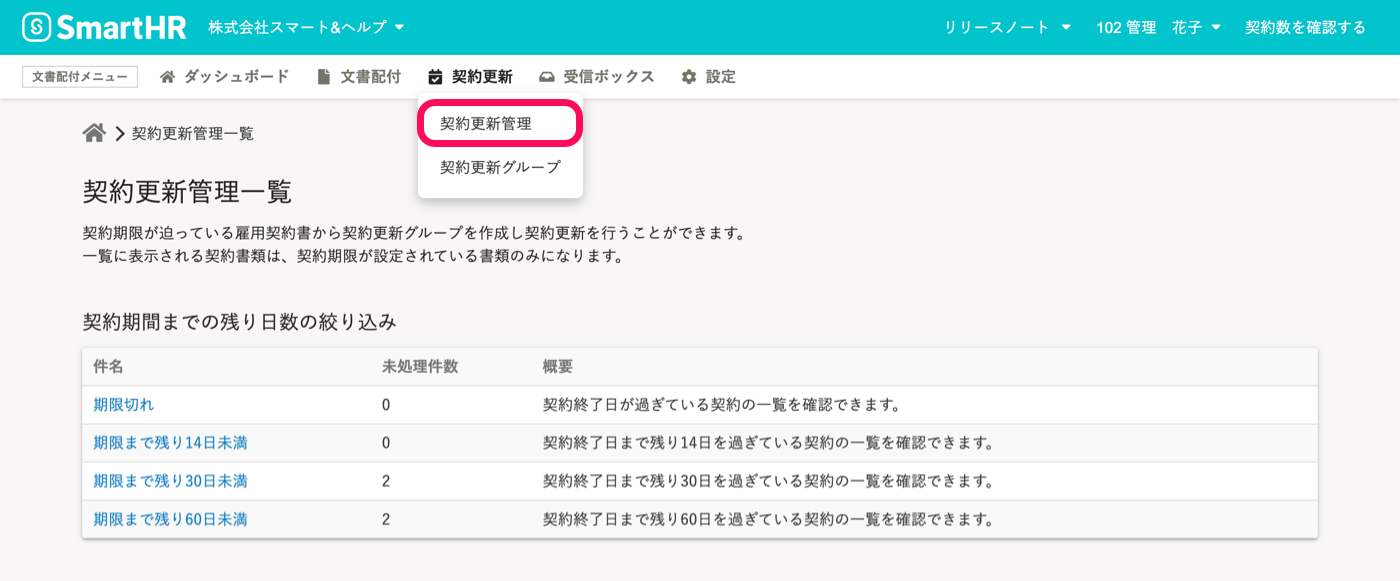 SmartHR 株式会社スマート&ヘルプ リリースノート 102 管理 花子 契約数を確認する
文書配付メニュー ダッシュボード 文書配付 契約更新 受信ボックス 設定
契約更新管理
契約更新グループ
契約更新管理一覧
契約更新管理一覧
契約期限が迫っている雇用契約書から契約更新グループを作成し契約更新を行うことができます。
一覧に表示される契約書類は、契約期限が設定されている書類のみになります。
契約期間までの残り日数の絞り込み
件名 未処理件数 概要
期限切れ 0 契約終了日が過ぎている契約の一覧を確認できます。
期限まで残り14日未満 0 契約終了日まで残り14日を過ぎている契約の一覧を確認できます。
期限まで残り30日未満 2 契約終了日まで残り30日を過ぎている契約の一覧を確認できます。
期限まで残り60日未満 2 契約終了日まで残り60日を過ぎている契約の一覧を確認できます。